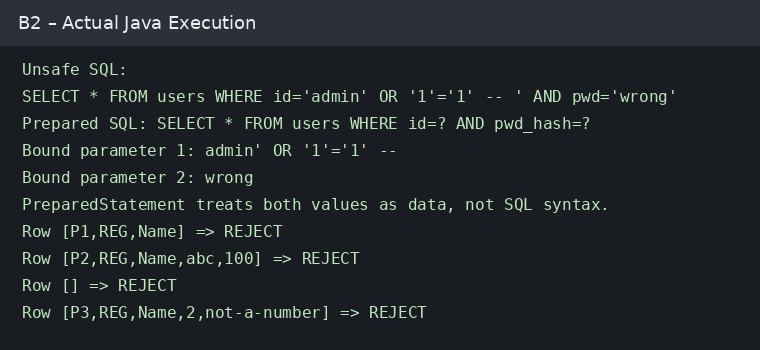 B2 – Actual Java Execution
Unsafe SQL:
SELECT * FROM users WHERE id='admin' OR '1'='1' -- ' AND pwd='wrong'
Prepared SQL: SELECT * FROM users WHERE id=? AND pwd_hash=?
Bound parameter 1: admin' OR '1'='1' --
Bound parameter 2: wrong
PreparedStatement treats both values as data, not SQL syntax.
Row [P1,REG,Name] => REJECT
Row [P2,REG,Name,abc,100] => REJECT
Row [] => REJECT
Row [P3,REG,Name,2,not-a-number] => REJECT